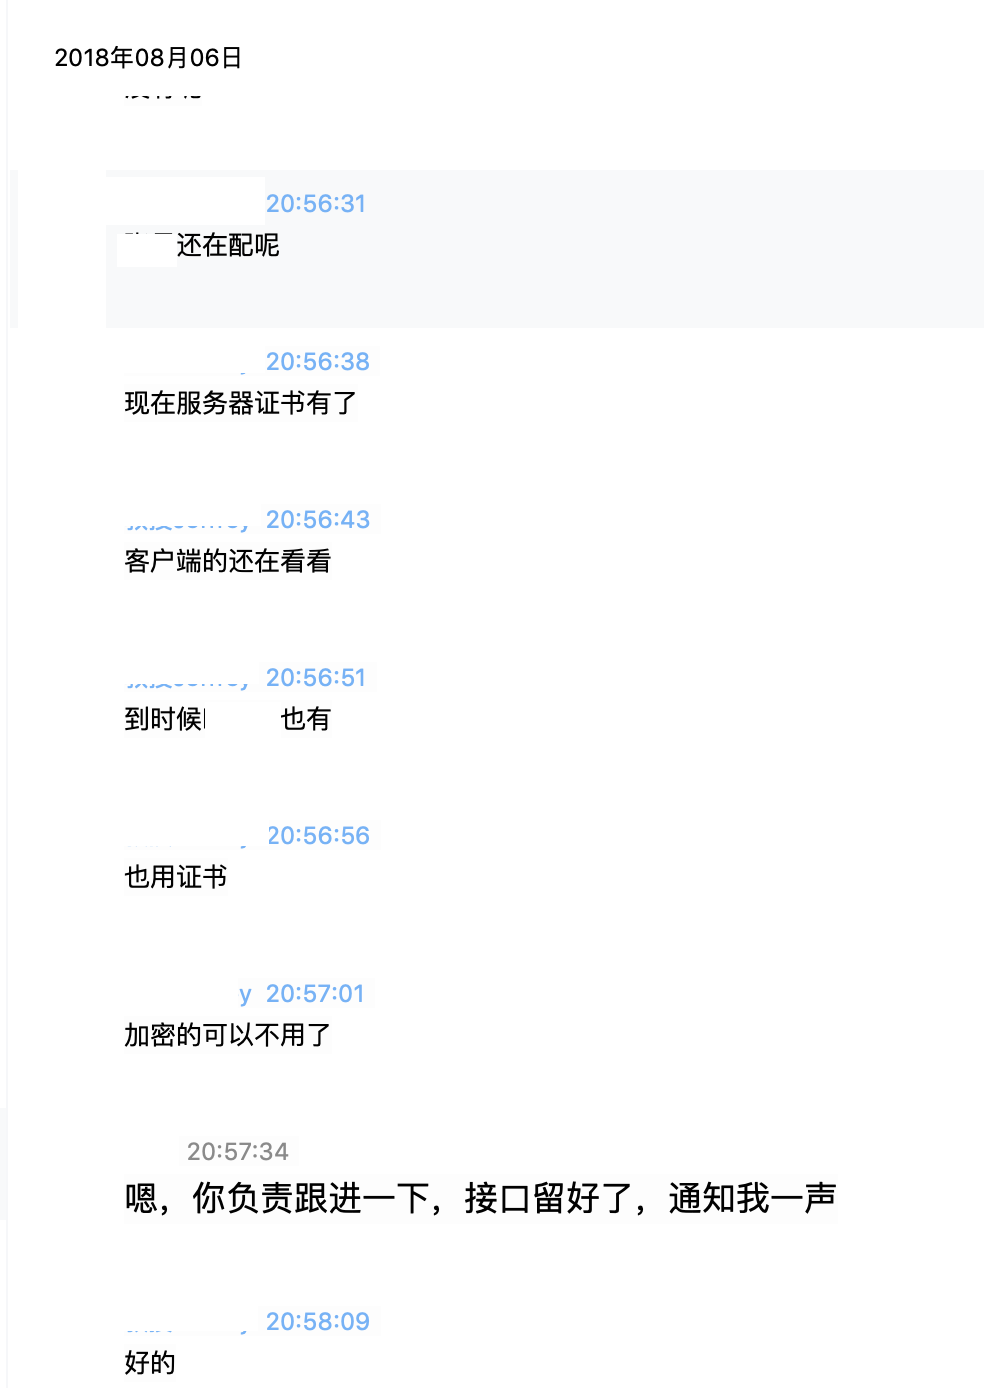 2018年08月06日
20:56:31
还在配呢
20:56:38
现在服务器证书有了
20:56:43
客户端的还在看看
20:56:51
到时候 也有
20:56:56
也用证书
y 20:57:01
加密的可以不用了
20:57:34
嗯，你负责跟进一下，接口留好了，通知我一声
20:58:09
好的